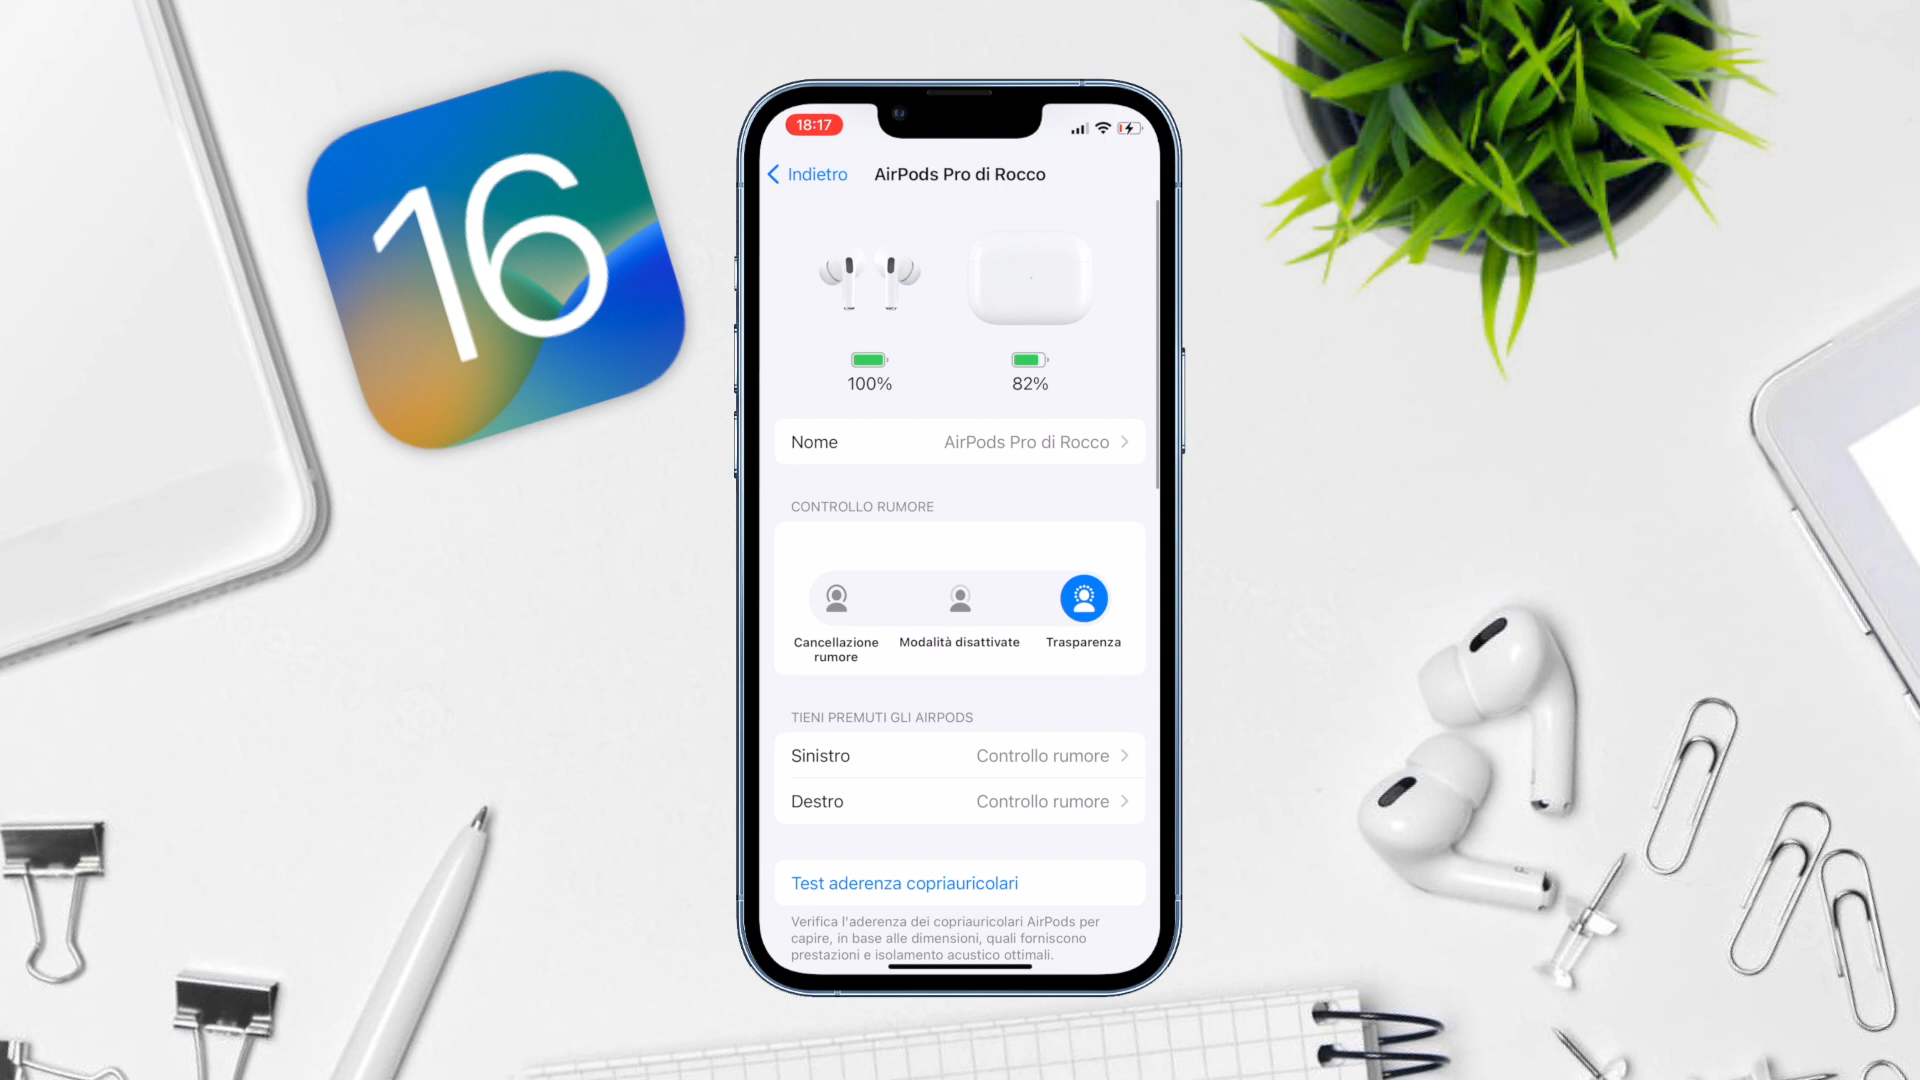 16
18:17
Indietro
AirPods Pro di Rocco
100%
82%
Nome
AirPods Pro di Rocco
CONTROLLO RUMORE
Cancellazione
rumore
Modalità disattivate
Trasparenza
TIENI PREMUTI GLI AIRPODS
Sinistro
Controllo rumore
Destro
Controllo rumore
Test aderenza copriauricolari
Verifica l'aderenza dei copriauricolari AirPods per
capire, in base alle dimensioni, quali forniscono
prestazioni e isolamento acustico ottimali.